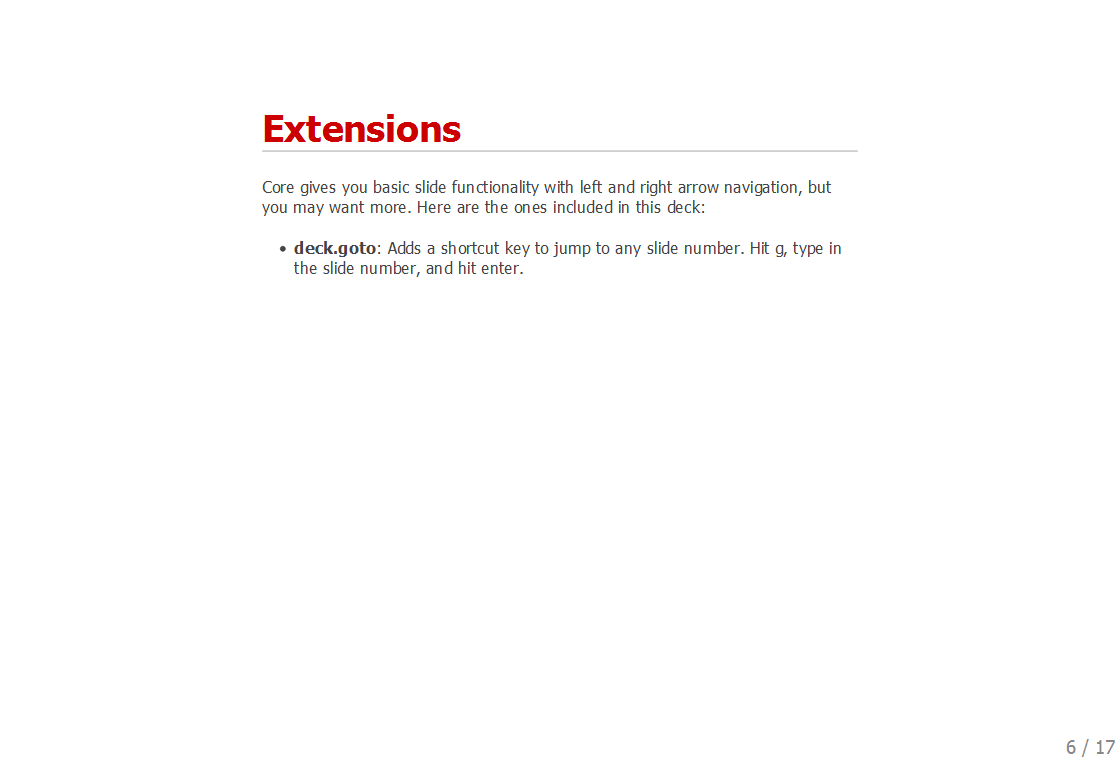 Extensions
Core gives you basic slide functionality with left and right arrow navigation, but
you may want more. Here are the ones included in this deck:
• deck.goto: Adds a shortcut key to jump to any slide number. Hit g, type in
the slide number, and hit enter.
6 / 17